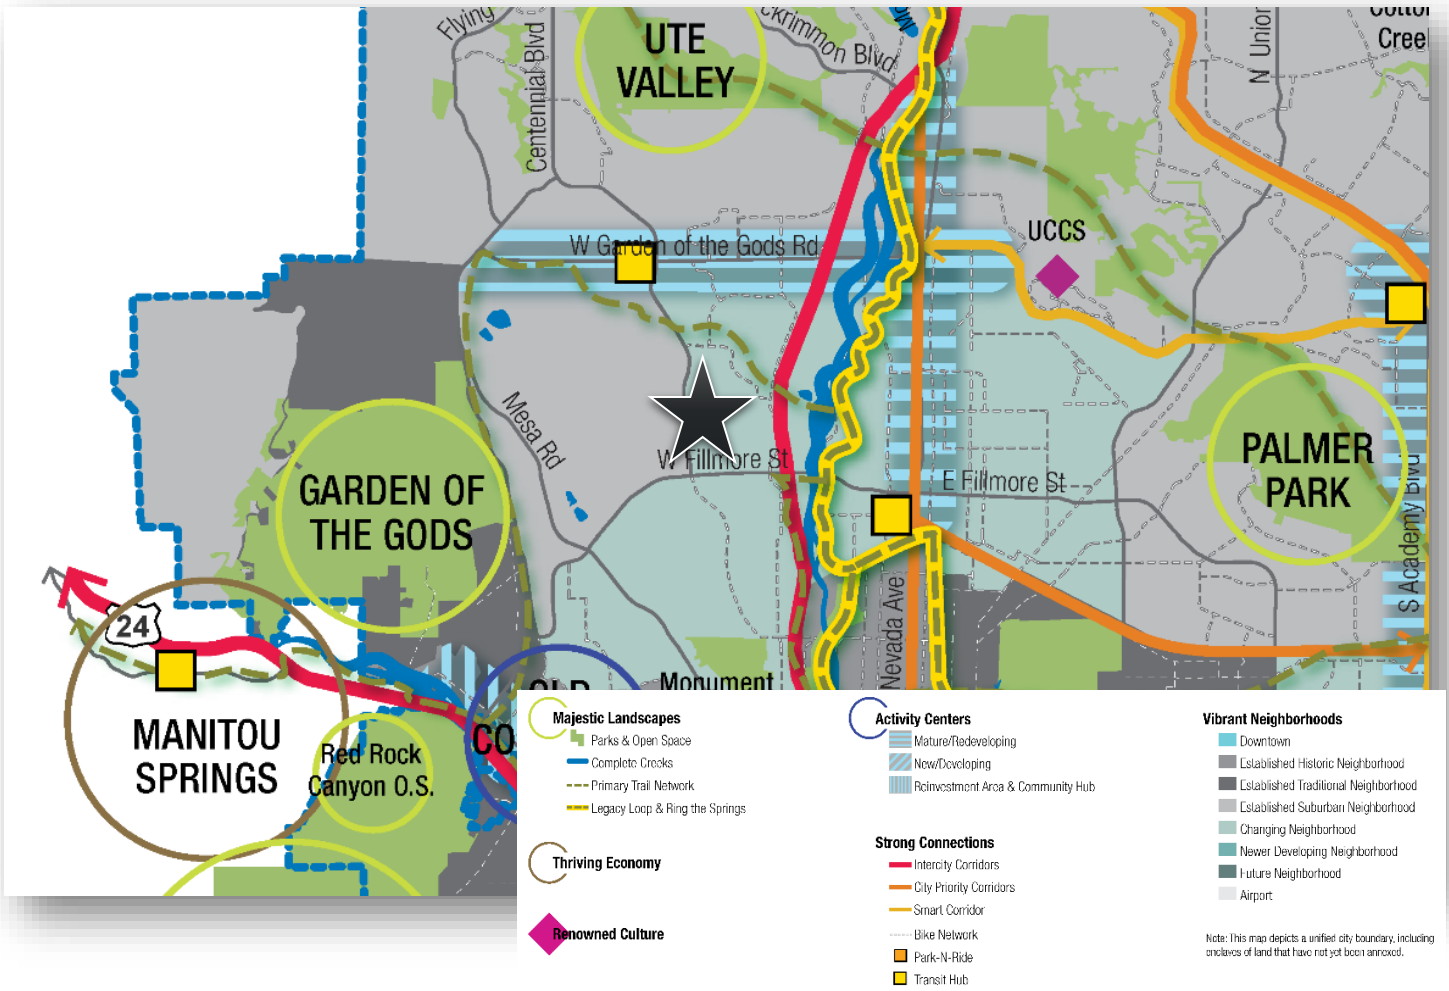 Flying
Centennial Blvd
UTE
VALLEY
ckrimmon Blvd
N Union
Cotto
Cree
W Garden of the Gods Rd
UCCS
Mesa Rd
W Fillmore St
E Fillmore St
PALMER
PARK
S Academy Blvd
GARDEN OF
THE GODS
24
Nevada Ave
MANITOU
SPRINGS
Red Rock
Canyon O.S.
OLD
CO
Monument
Majestic Landscapes
Parks & Open Space
Complete Creeks
Primary Trail Network
Legacy Loop & Ring the Springs
Thriving Economy
Renowned Culture
Activity Centers
Mature/Redeveloping
New/Developing
Reinvestment Area & Community Hub
Strong Connections
Intercity Corridors
City Priority Corridors
Smart Corridor
Bike Network
Park-N-Ride
Transit Hub
Vibrant Neighborhoods
Downtown
Established Historic Neighborhood
Established Traditional Neighborhood
Established Suburban Neighborhood
Changing Neighborhood
Newer Developing Neighborhood
Future Neighborhood
Airport
Note: This map depicts a unified city boundary, including
enclaves of land that have not yet been annexed.